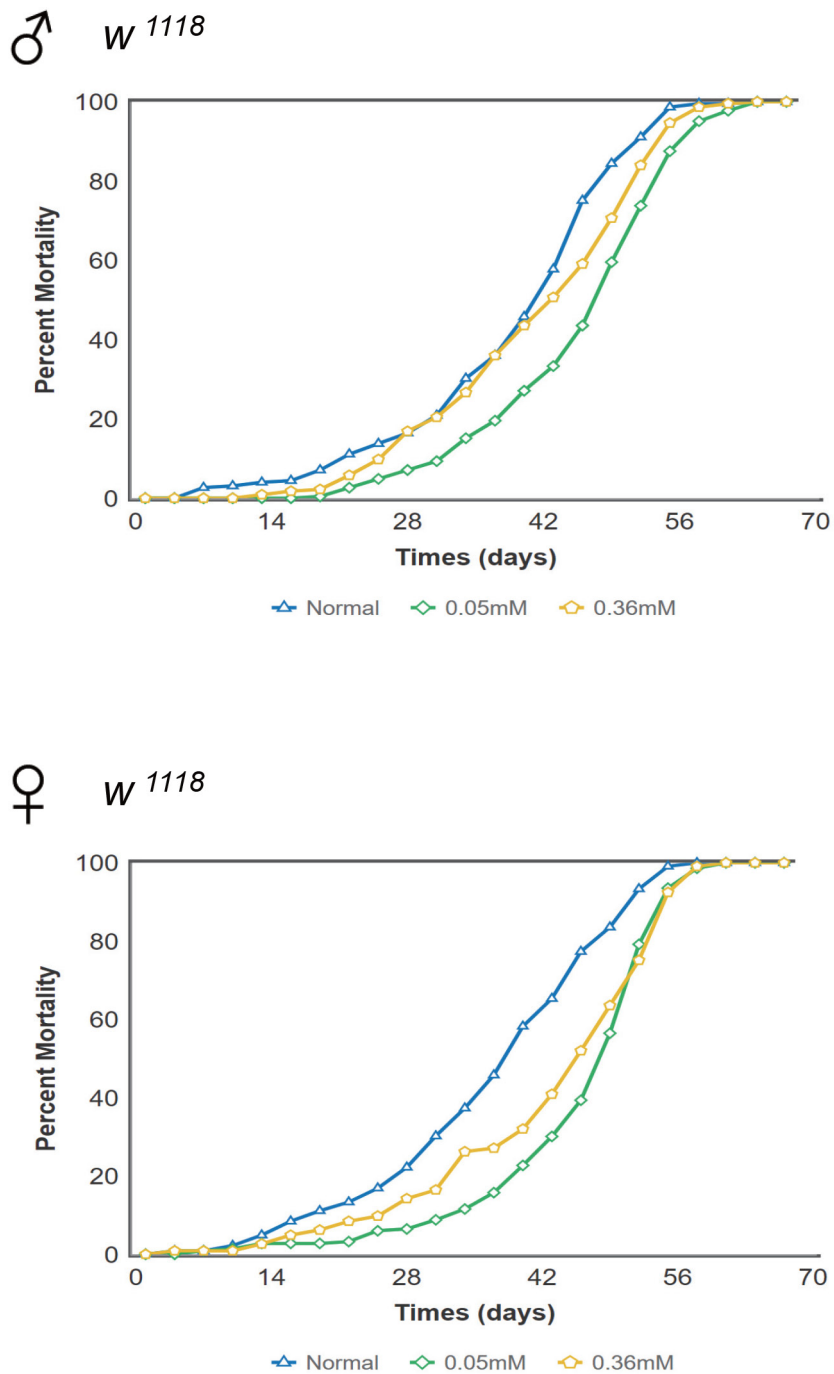 ♂ w 1118
100
80
60
40
20
0
Percent Mortality
0 14 28 42 56 70
Times (days)
Normal 0.05mM 0.36mM
♀ w 1118
100
80
60
40
20
0
Percent Mortality
0 14 28 42 56 70
Times (days)
Normal 0.05mM 0.36mM